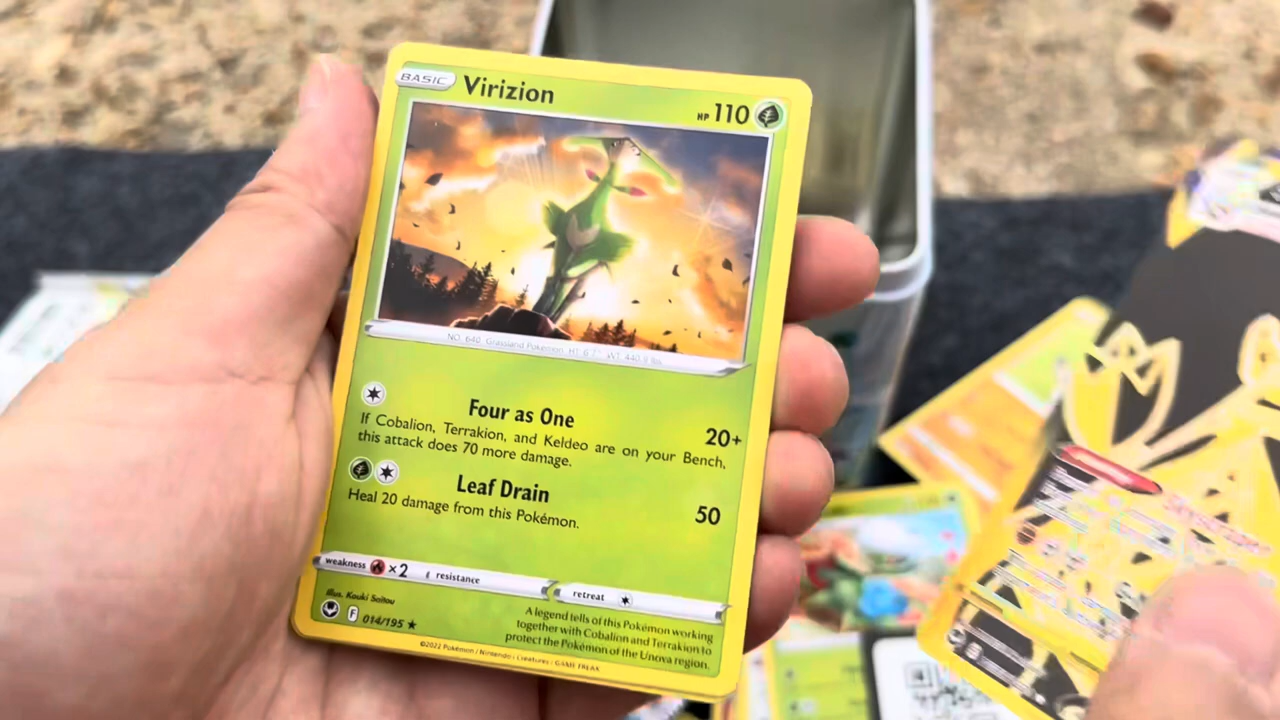 BASIC Virizion HP 110
NO. 640 Grassland Pokémon HT: 6'7" WT: 440.9 lbs.
Four as One 20+
If Cobalion, Terrakion, and Keldeo are on your Bench,
this attack does 70 more damage.
Leaf Drain 50
Heal 20 damage from this Pokémon.
weakness ×2 resistance retreat
Illus. Kouki Saitou
F 014/195 ★
A legend tells of this Pokémon working
together with Cobalion and Terrakion to
protect the Pokémon of the Unova region.
©2022 Pokémon / Nintendo / Creatures / GAME FREAK